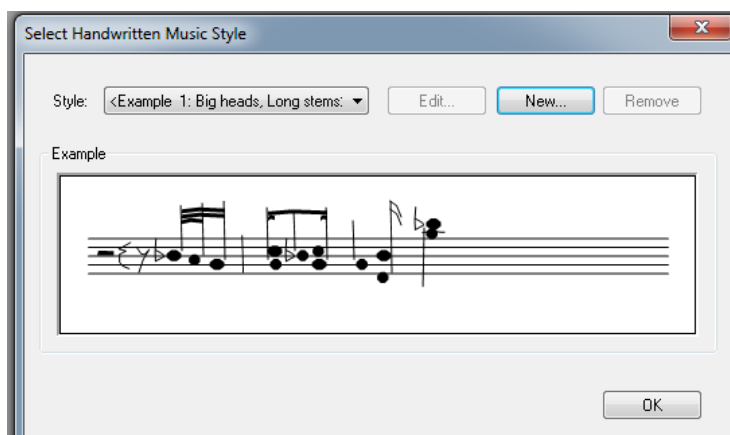 Select Handwritten Music Style
Style: <Example 1: Big heads, Long stems: Edit... New... Remove
Example
OK